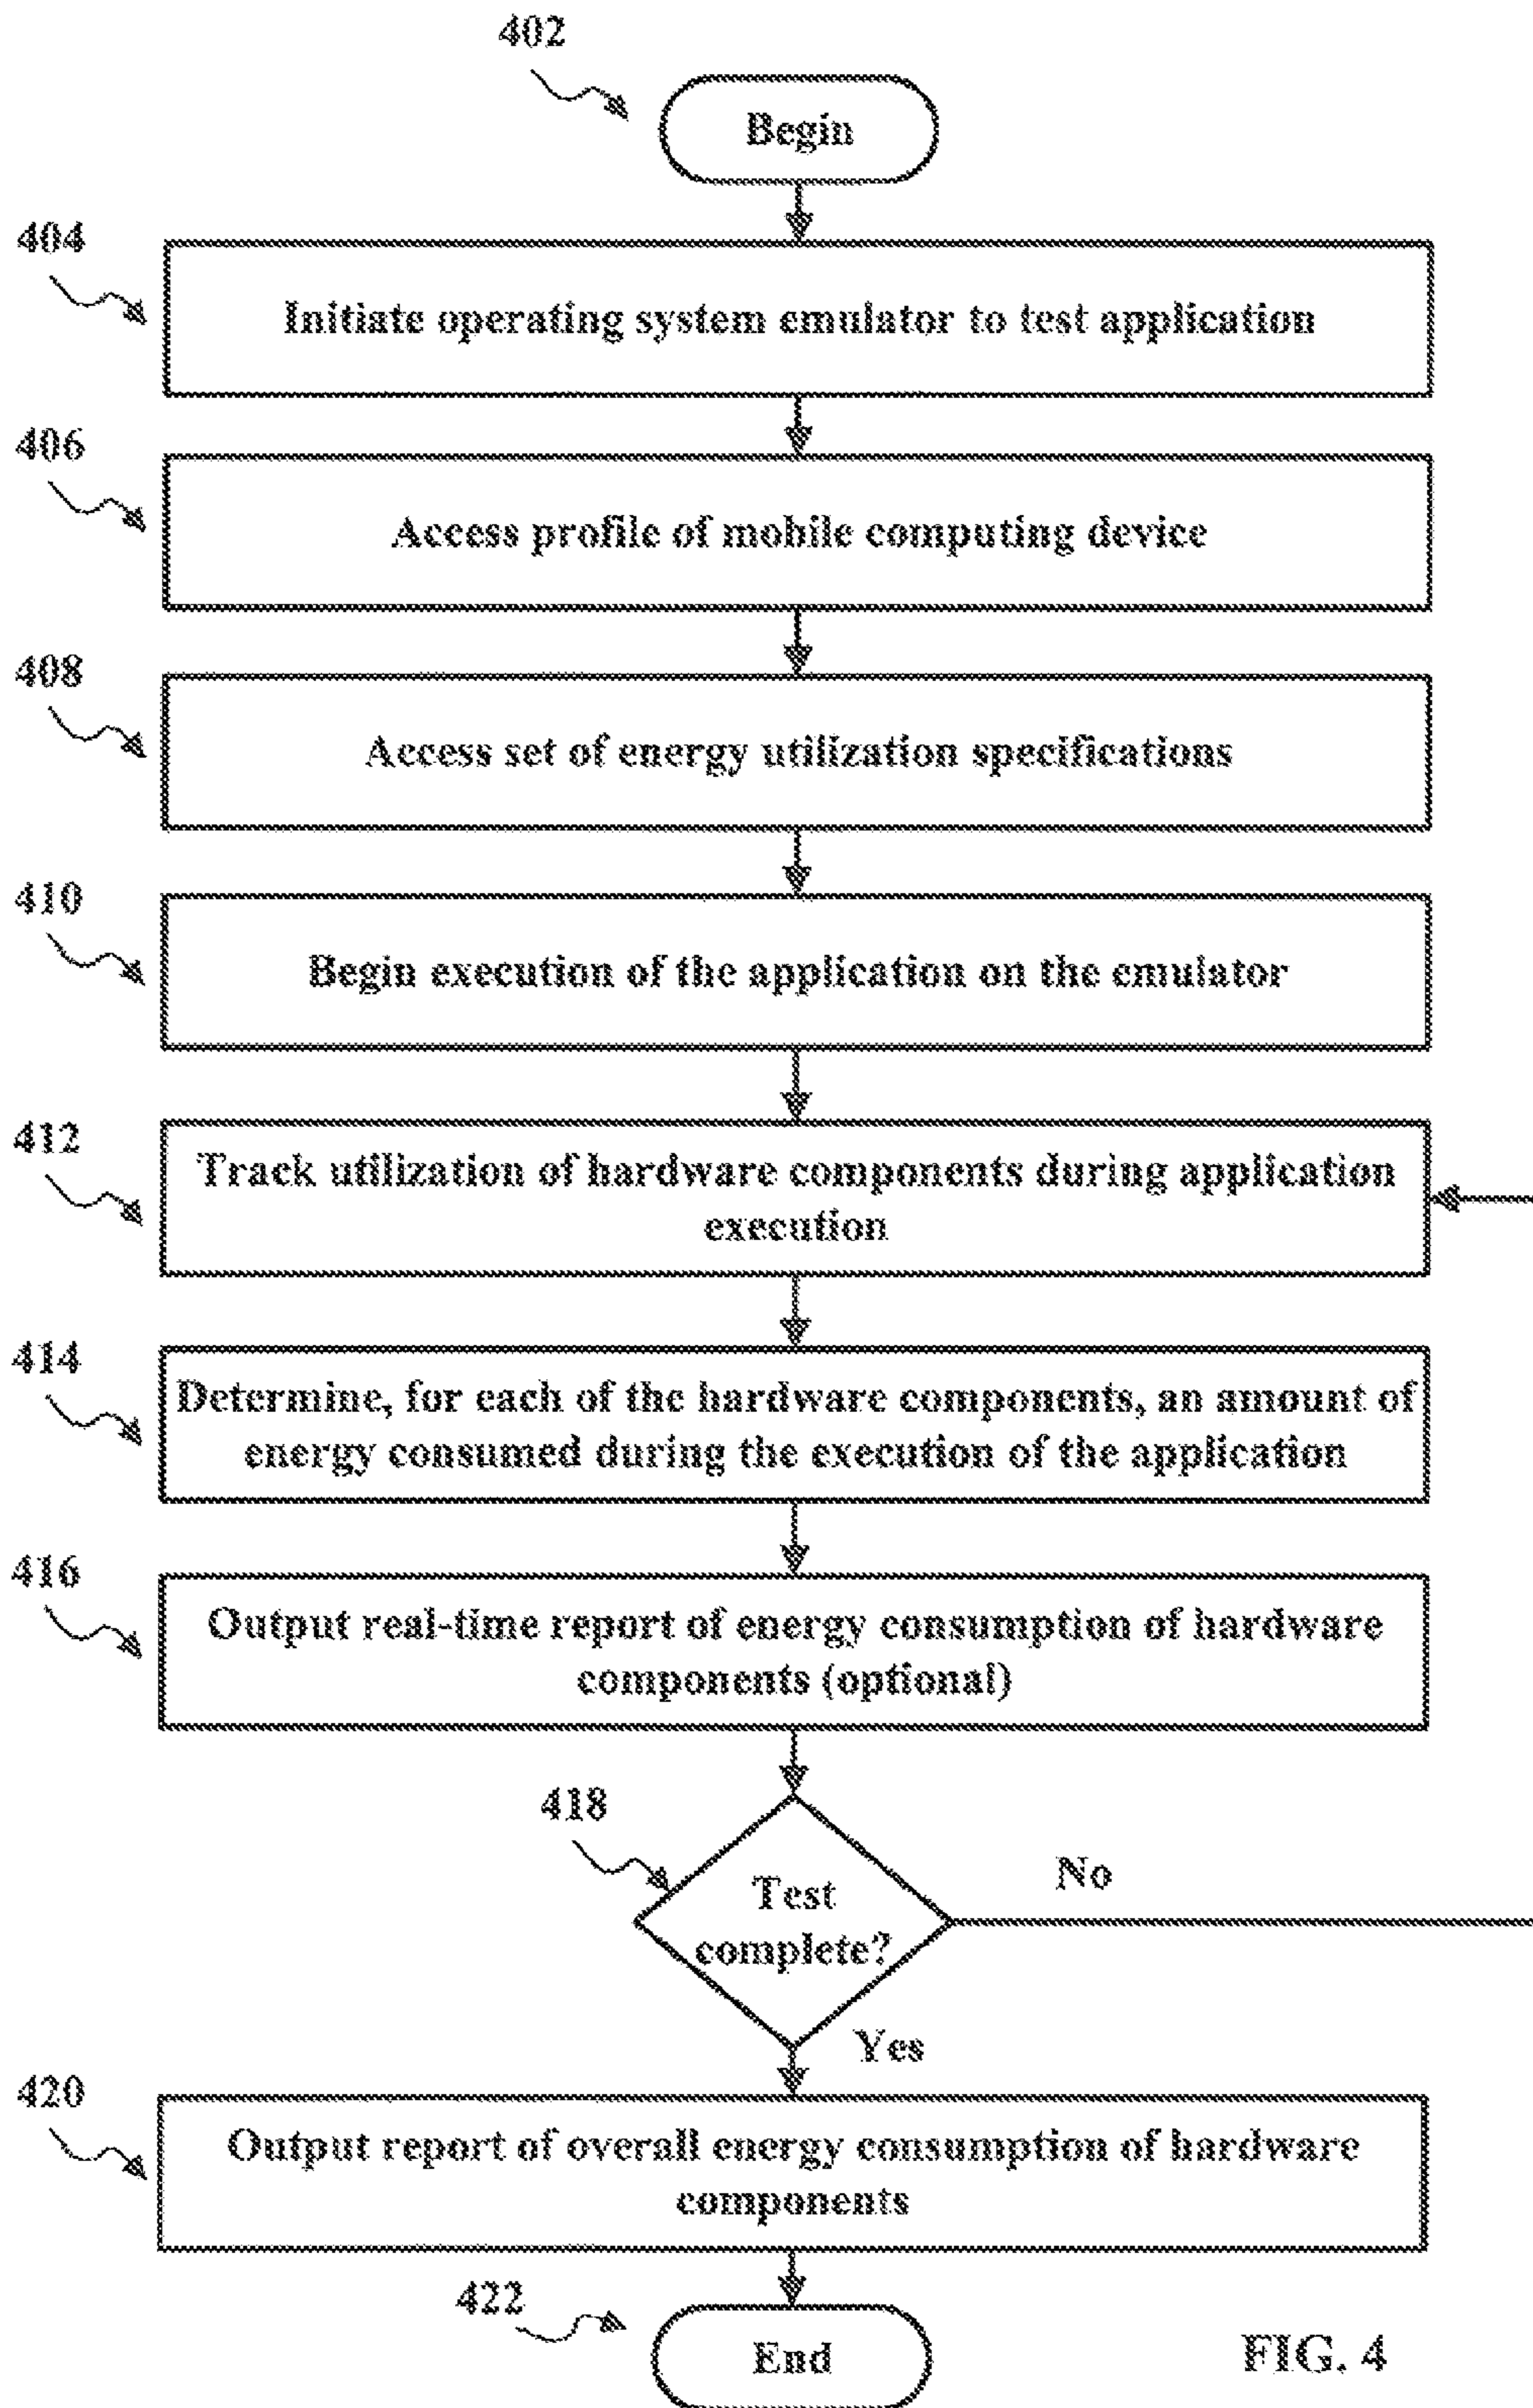 402
Begin
404
Initiate operating system emulator to test application
406
Access profile of mobile computing device
408
Access set of energy utilization specifications
410
Begin execution of the application on the emulator
412
Track utilization of hardware components during application
execution
414
Determine, for each of the hardware components, an amount of
energy consumed during the execution of the application
416
Output real-time report of energy consumption of hardware
components (optional)
418
Test
complete?
No
Yes
420
Output report of overall energy consumption of hardware
components
422
End
FIG. 4